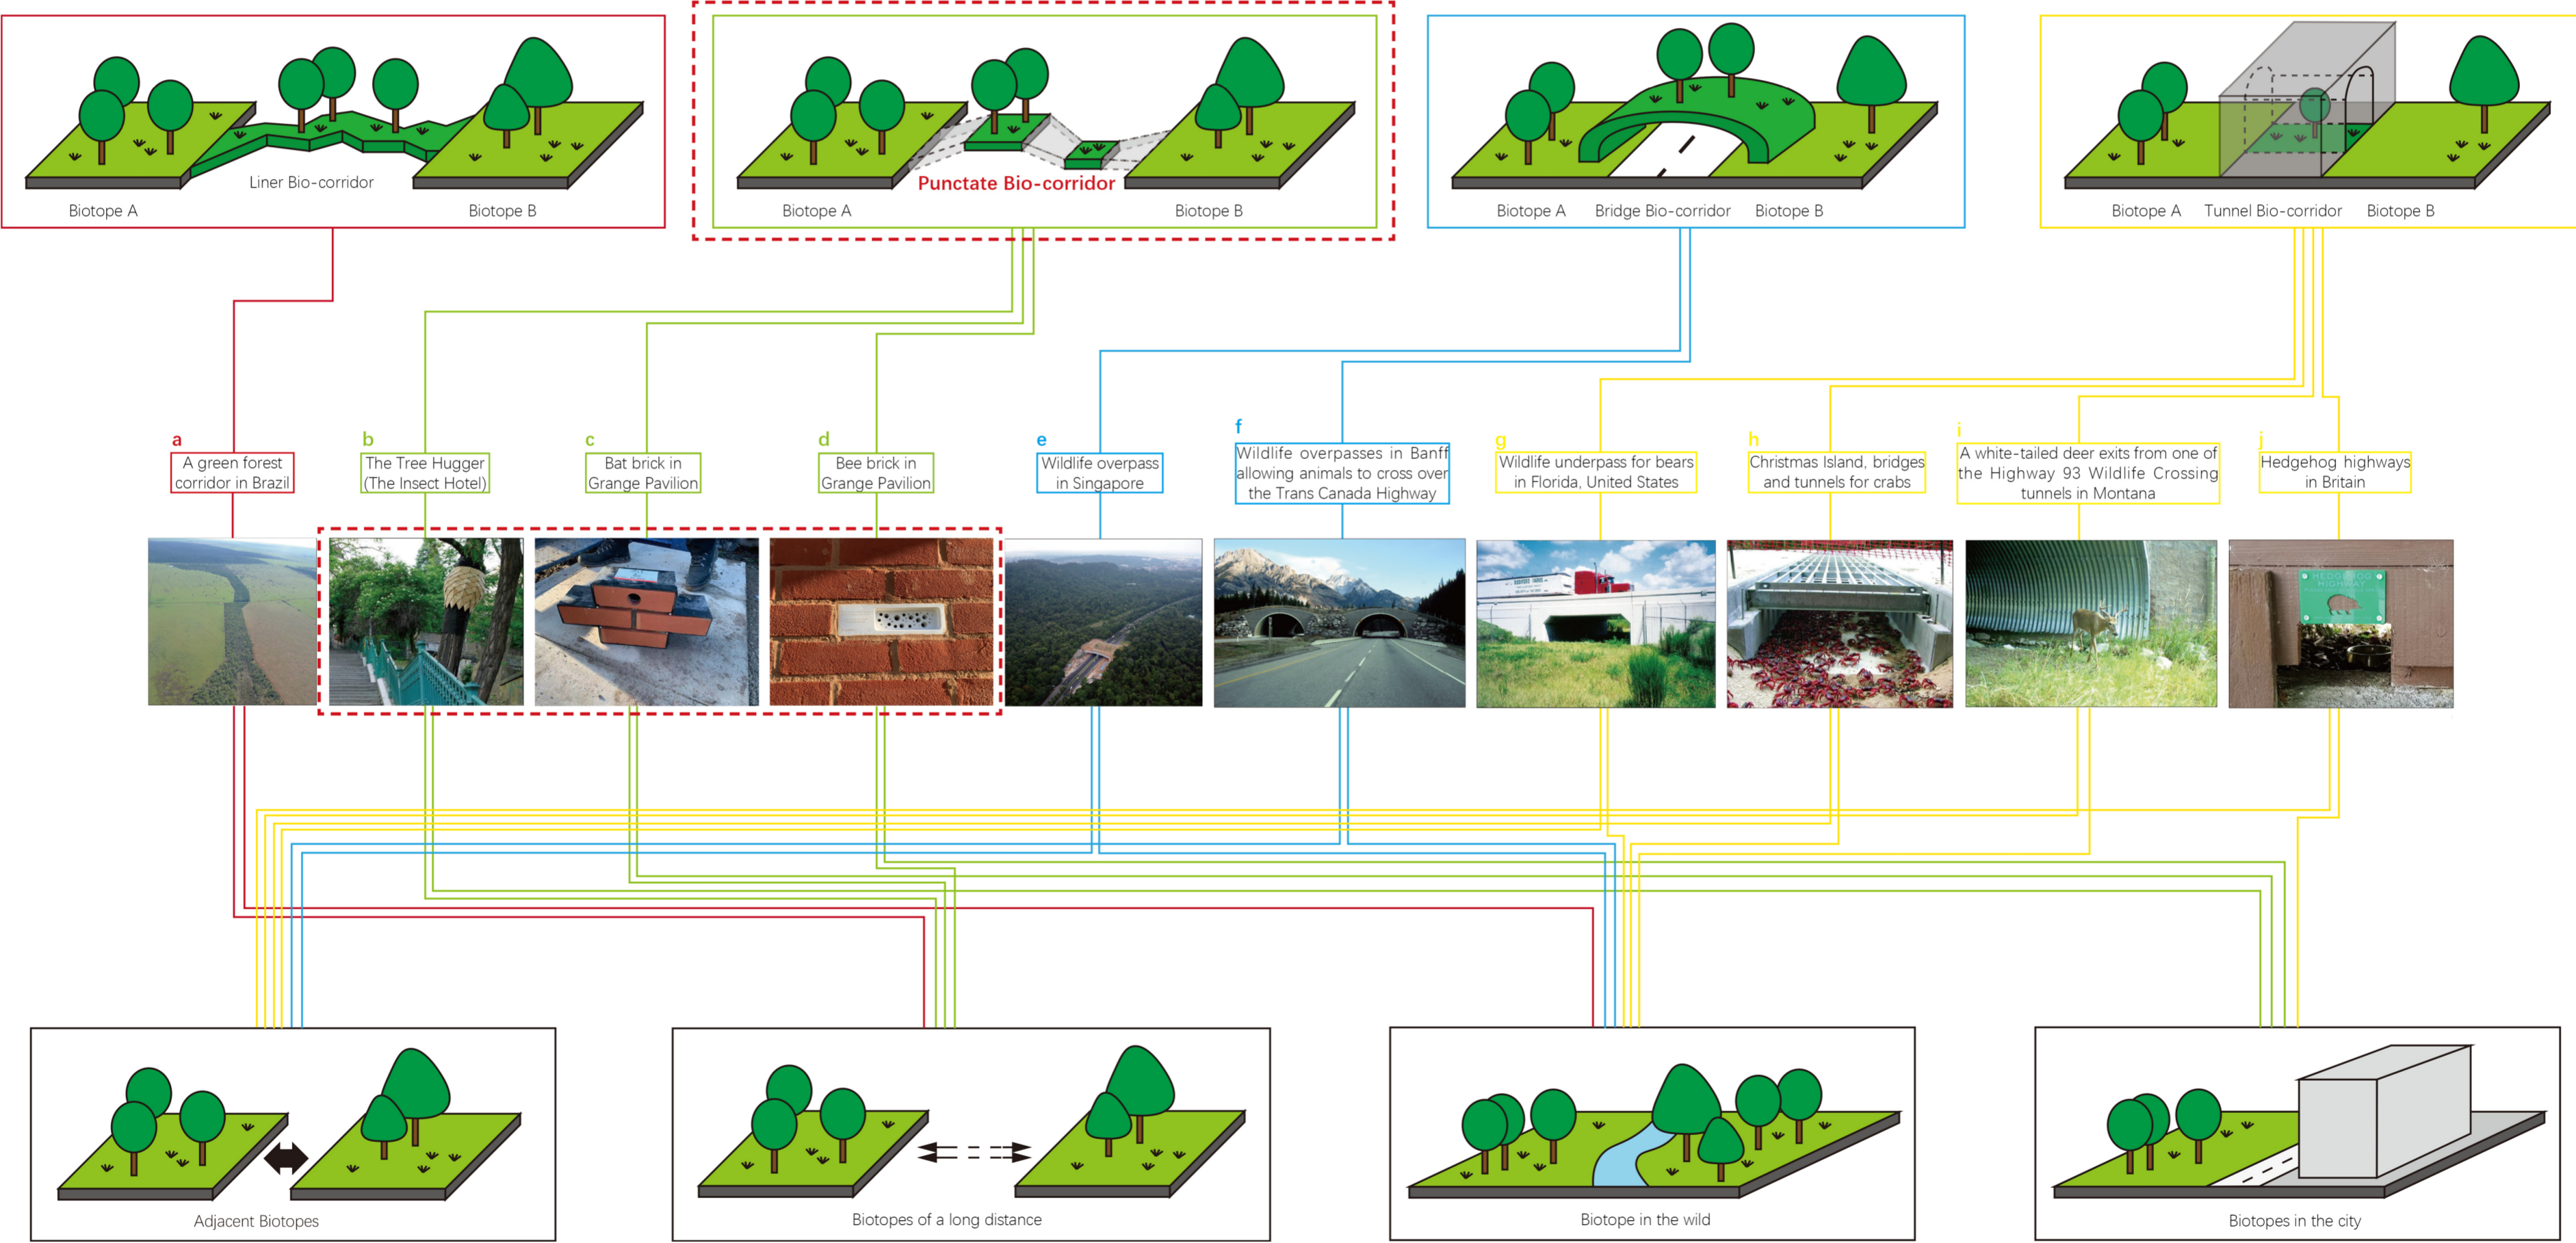 Liner Bio-corridor
Biotope A
Biotope B
Punctate Bio-corridor
Biotope A
Biotope B
Biotope A
Bridge Bio-corridor
Biotope B
Biotope A
Tunnel Bio-corridor
Biotope B
a
A green forest
corridor in Brazil
b
The Tree Hugger
(The Insect Hotel)
c
Bat brick in
Grange Pavilion
d
Bee brick in
Grange Pavilion
e
Wildlife overpass
in Singapore
f
Wildlife overpasses in Banff
allowing animals to cross over
the Trans Canada Highway
g
Wildlife underpass for bears
in Florida, United States
h
Christmas Island, bridges
and tunnels for crabs
i
A white-tailed deer exits from one of
the Highway 93 Wildlife Crossing
tunnels in Montana
j
Hedgehog highways
in Britain
HEDGEHOG
HIGHWAY
Adjacent Biotopes
Biotopes of a long distance
Biotope in the wild
Biotopes in the city